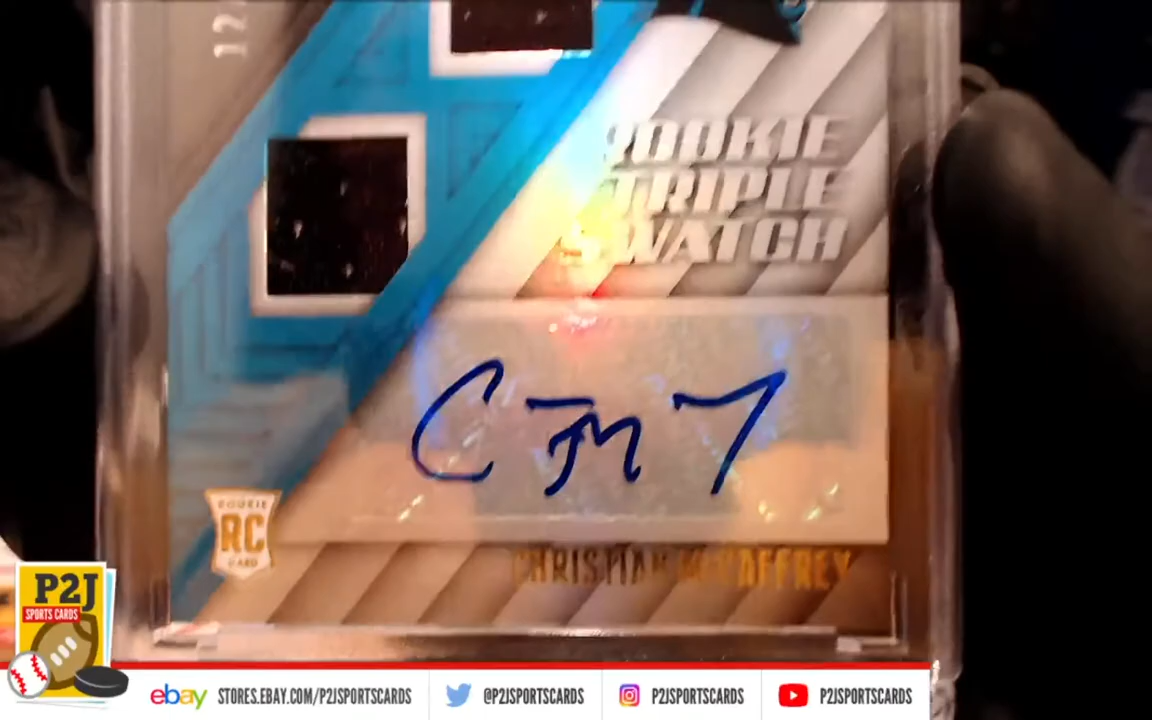 ROOKIE
TRIPLE
SWATCH
ROOKIE
RC
CARD
CHRISTIAN McCAFFREY
P2J
SPORTS CARDS
ebay STORES.EBAY.COM/P2JSPORTSCARDS @P2JSPORTSCARDS P2JSPORTSCARDS P2JSPORTSCARDS